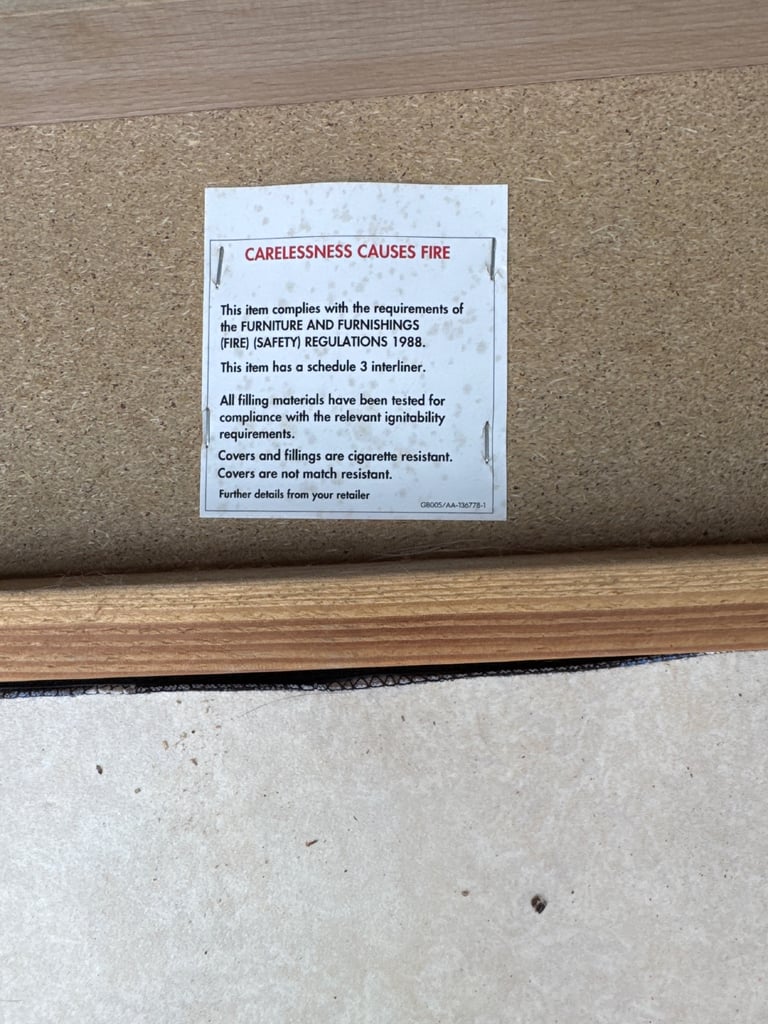 CARELESSNESS CAUSES FIRE
This item complies with the requirements of
the FURNITURE AND FURNISHINGS
(FIRE) (SAFETY) REGULATIONS 1988.
This item has a schedule 3 interliner.
All filling materials have been tested for
compliance with the relevant ignitability
requirements.
Covers and fillings are cigarette resistant.
Covers are not match resistant.
Further details from your retailer
GB005/AA-136778-1